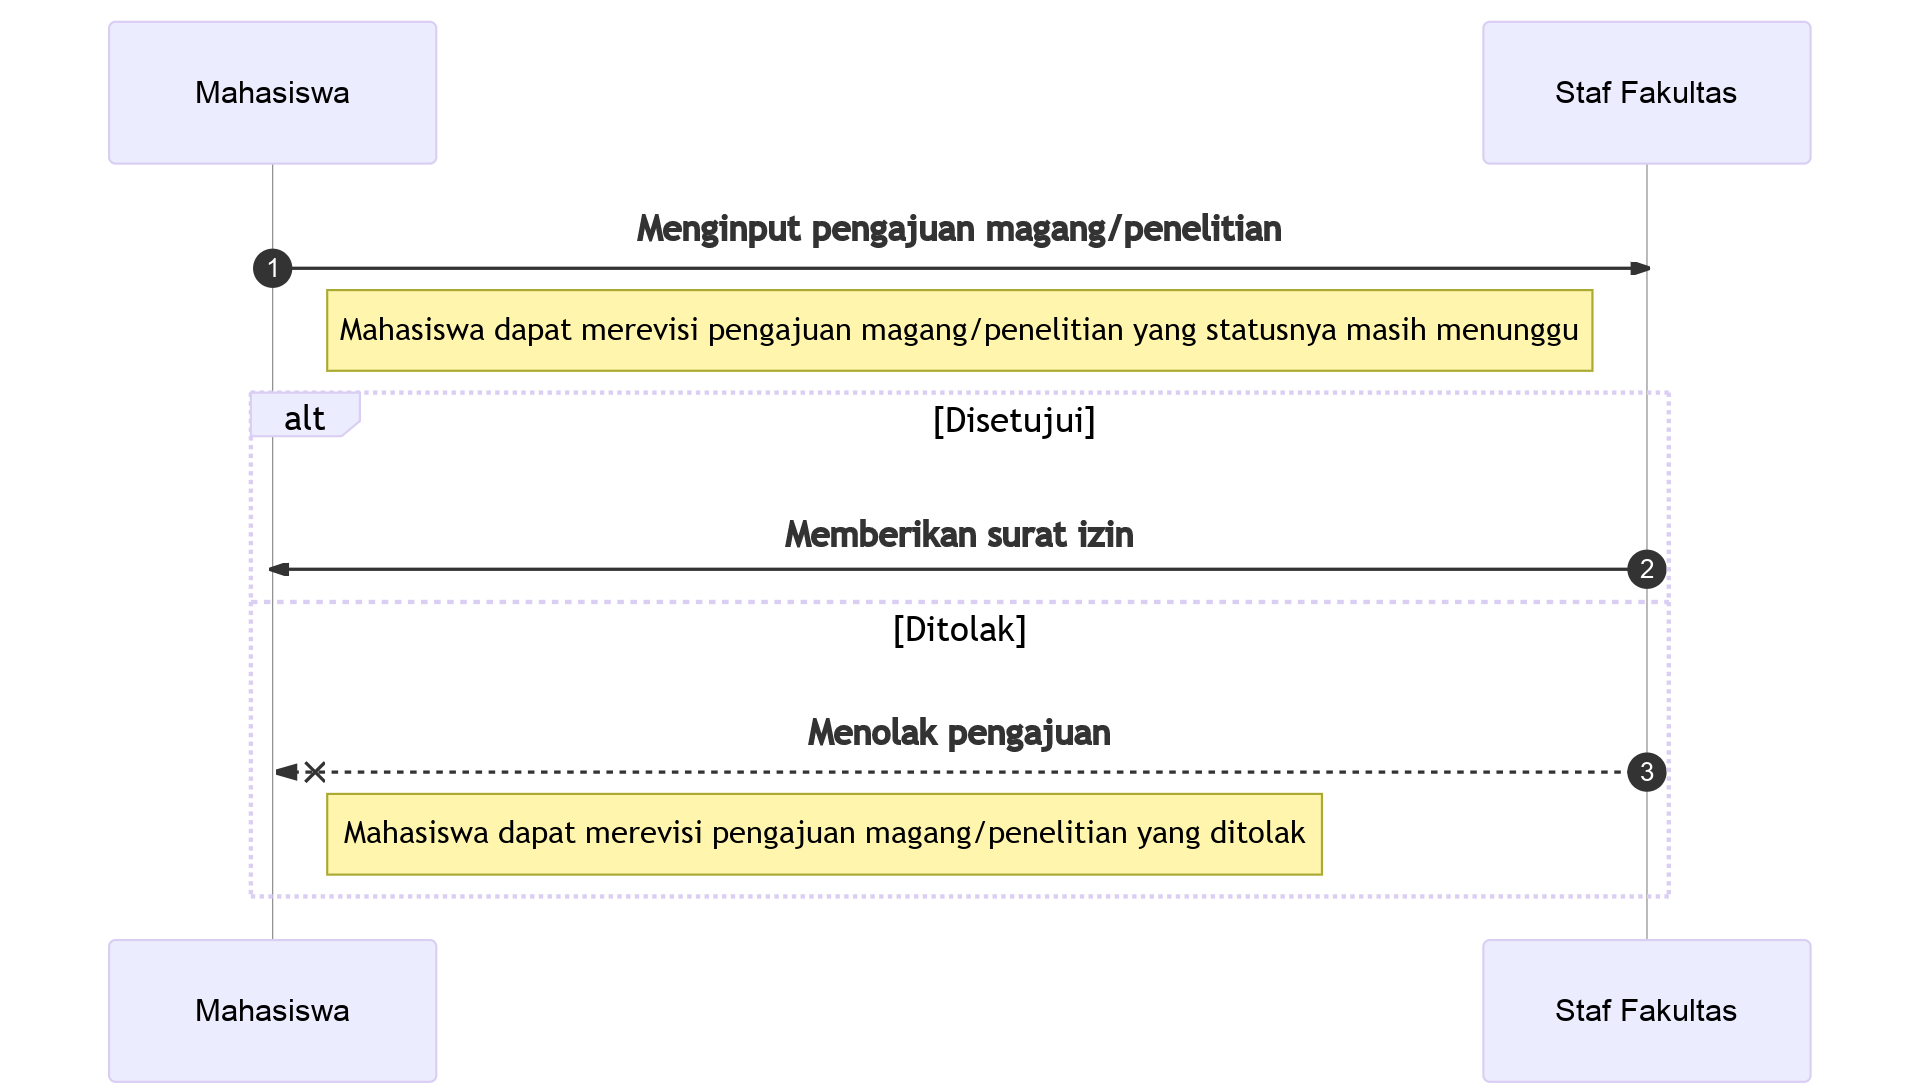 Mahasiswa
Staf Fakultas
Menginput pengajuan magang/penelitian
1
Mahasiswa dapat merevisi pengajuan magang/penelitian yang statusnya masih menunggu
alt
[Disetujui]
Memberikan surat izin
2
[Ditolak]
Menolak pengajuan
3
Mahasiswa dapat merevisi pengajuan magang/penelitian yang ditolak
Mahasiswa
Staf Fakultas